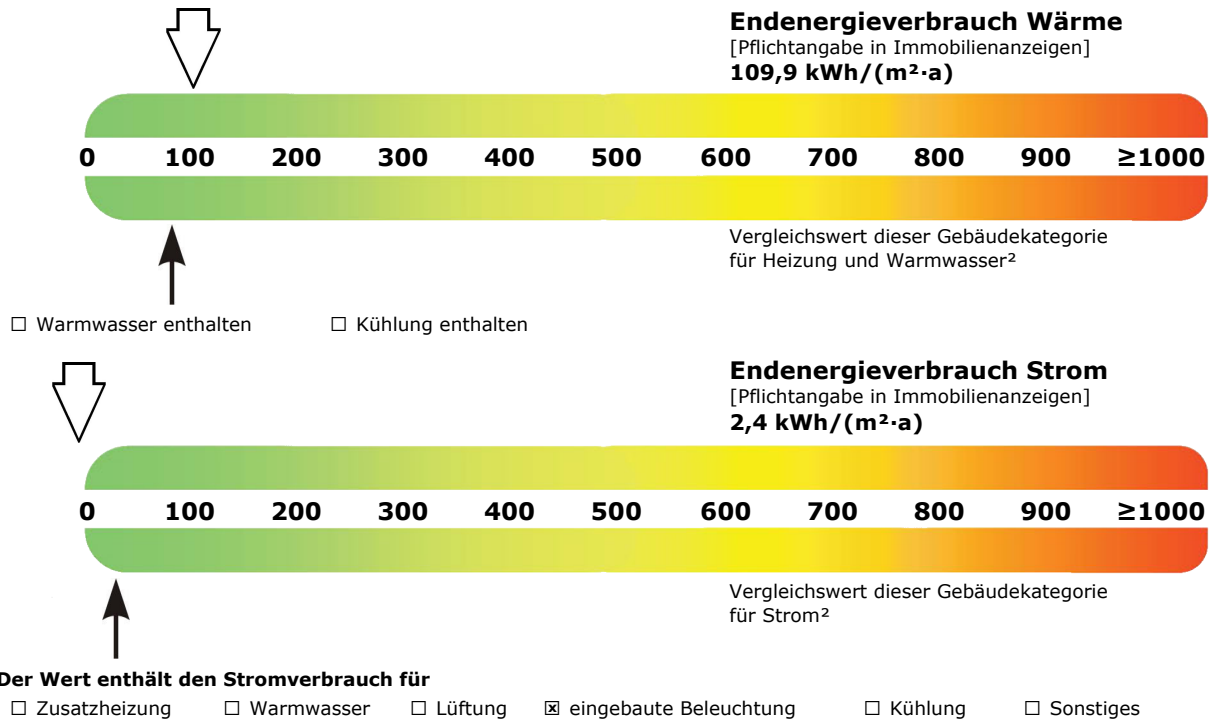 Endenergieverbrauch Wärme
[Pflichtangabe in Immobilienanzeigen]
109,9 kWh/(m²·a)
0 100 200 300 400 500 600 700 800 900 ≥1000
Vergleichswert dieser Gebäudekategorie
für Heizung und Warmwasser²
☐ Warmwasser enthalten ☐ Kühlung enthalten
Endenergieverbrauch Strom
[Pflichtangabe in Immobilienanzeigen]
2,4 kWh/(m²·a)
0 100 200 300 400 500 600 700 800 900 ≥1000
Vergleichswert dieser Gebäudekategorie
für Strom²
Der Wert enthält den Stromverbrauch für
☐ Zusatzheizung ☐ Warmwasser ☐ Lüftung ☒ eingebaute Beleuchtung ☐ Kühlung ☐ Sonstiges